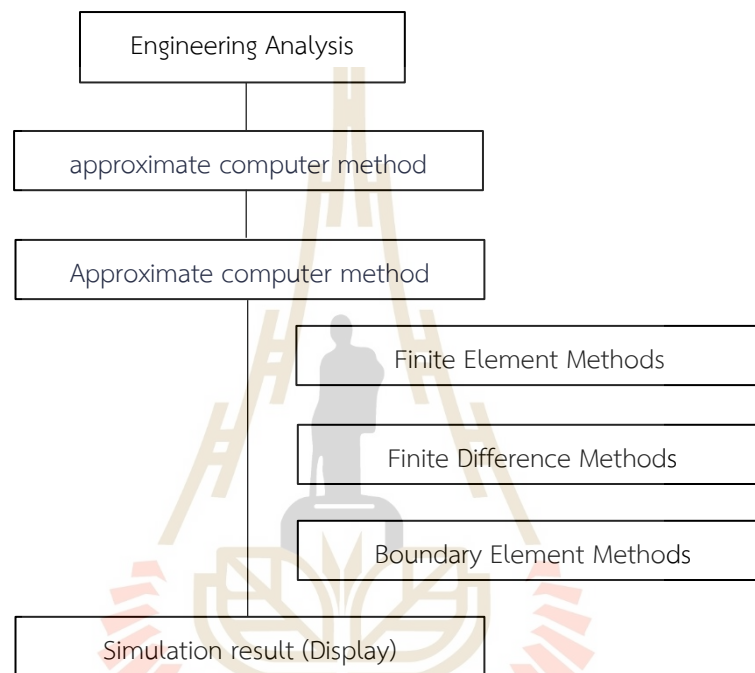 Engineering Analysis
approximate computer method
Approximate computer method
Finite Element Methods
Finite Difference Methods
Boundary Element Methods
Simulation result (Display)